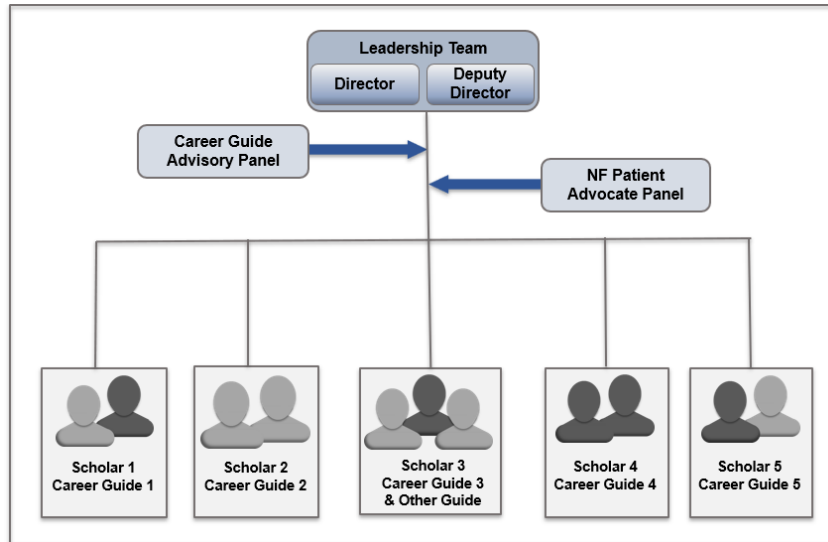 Leadership Team
Director
Deputy
Director
Career Guide
Advisory Panel
NF Patient
Advocate Panel
Scholar 1
Career Guide 1
Scholar 2
Career Guide 2
Scholar 3
Career Guide 3
& Other Guide
Scholar 4
Career Guide 4
Scholar 5
Career Guide 5